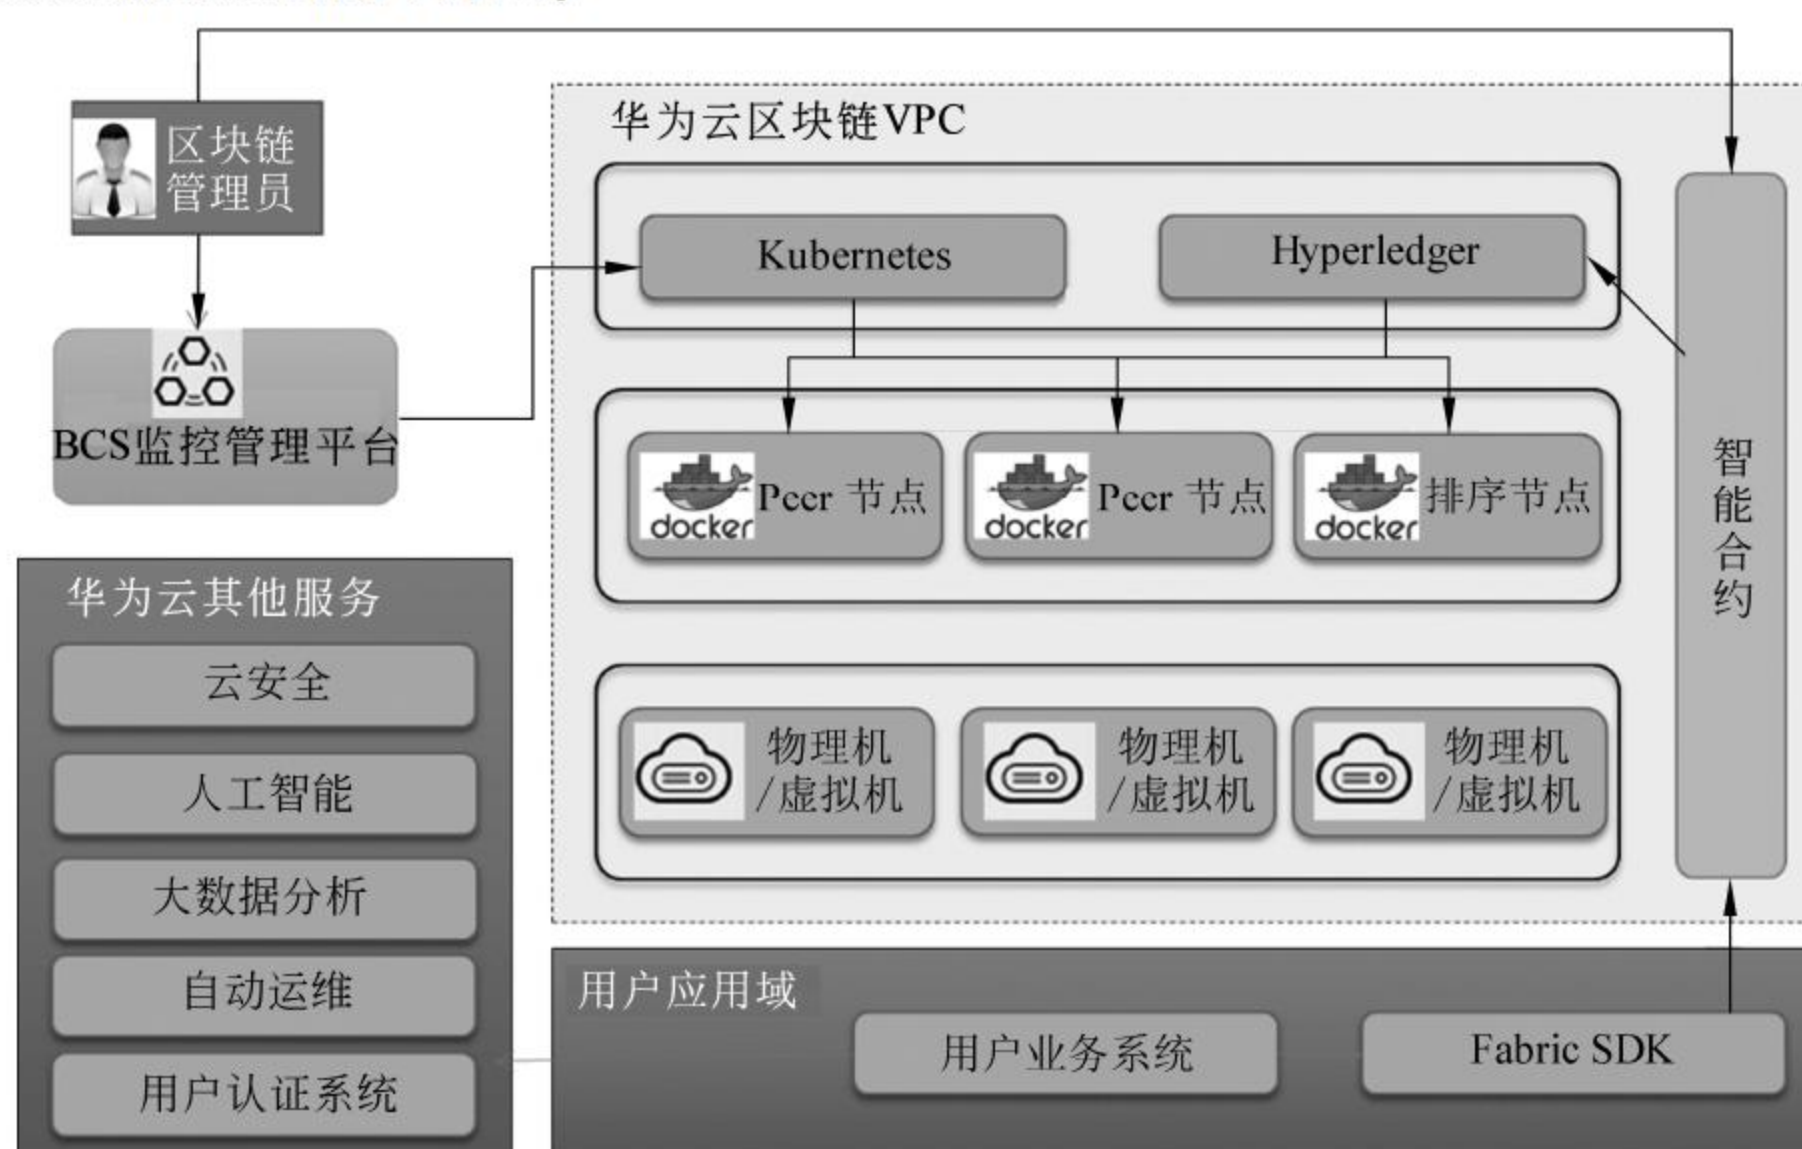 区块链
管理员
华为云区块链VPC
Kubernetes
Hyperledger
BCS监控管理平台
docker
Peer 节点
docker
Peer 节点
docker
排序节点
智能合约
华为云其他服务
云安全
人工智能
大数据分析
自动运维
用户认证系统
物理机
/虚拟机
物理机
/虚拟机
物理机
/虚拟机
用户应用域
用户业务系统
Fabric SDK